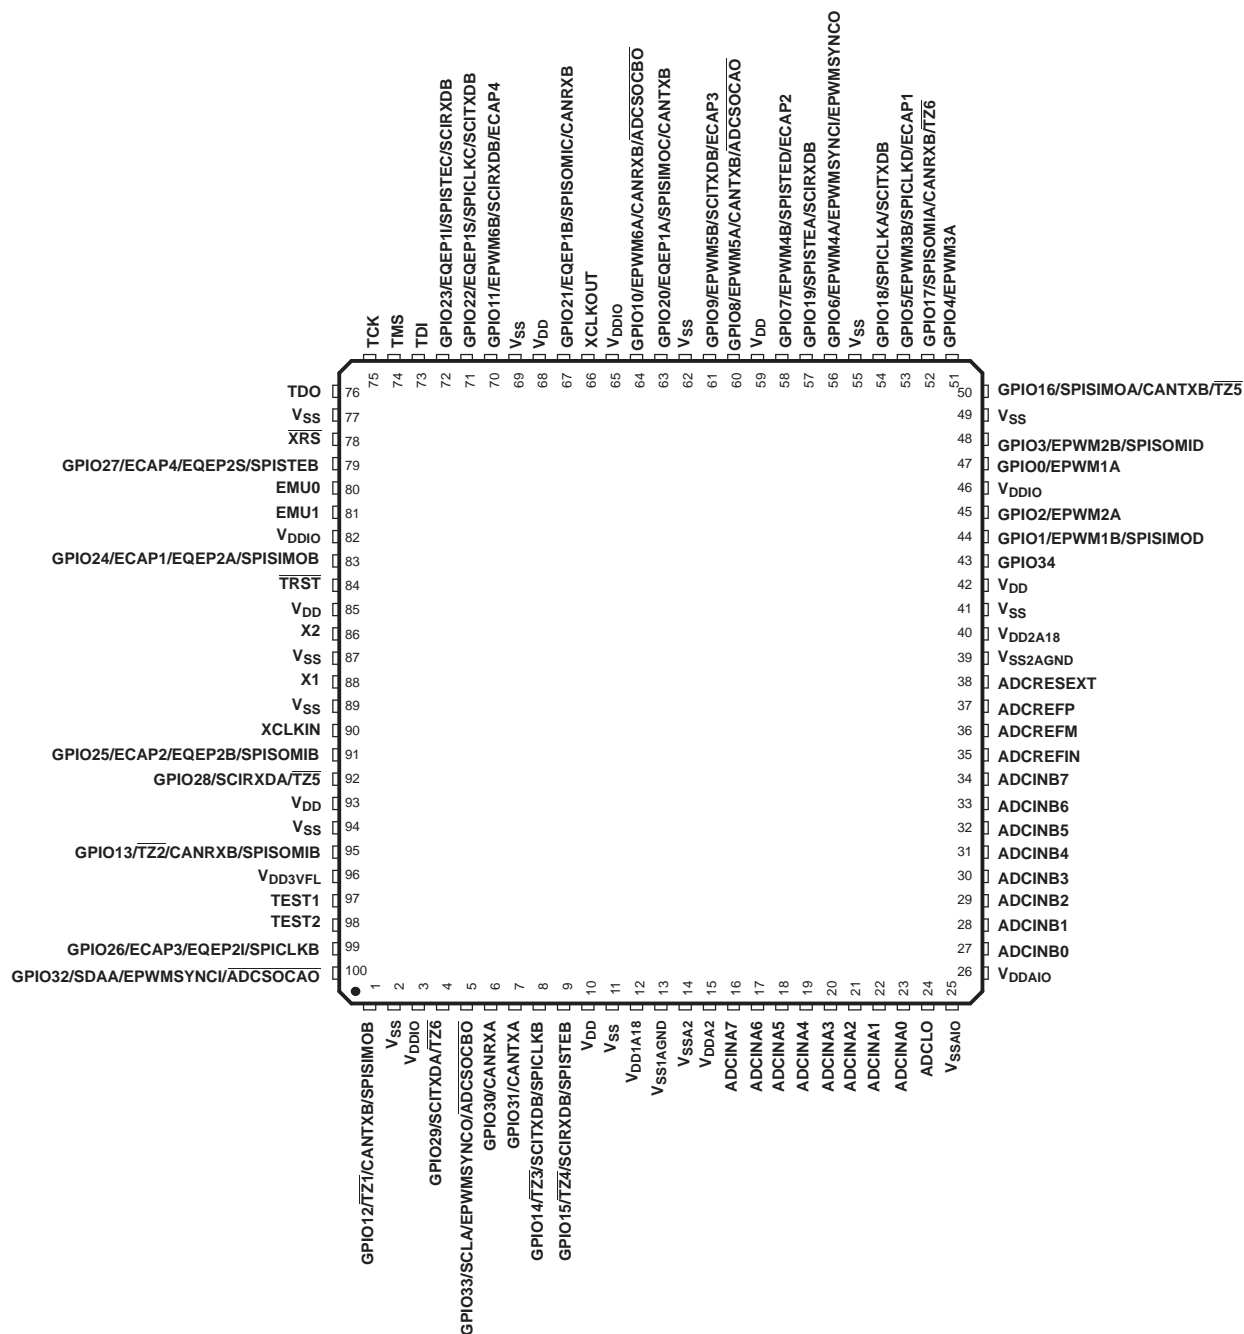 GPIO23/EQEP1I/SPISTEC/SCIRXDB
GPIO22/EQEP1S/SPICLKC/SCITXDB
GPIO11/EPWM6B/SCIRXDB/ECAP4
GPIO21/EQEP1B/SPISOMIC/CANRXB
GPIO10/EPWM6A/CANRXB/ADCSOCBO
GPIO20/EQEP1A/SPISIMOC/CANTXB
GPIO9/EPWM5B/SCITXDB/ECAP3
GPIO8/EPWM5A/CANTXB/ADCSOCAO
GPIO7/EPWM4B/SPISTED/ECAP2
GPIO19/SPISTEA/SCIRXDB
GPIO6/EPWM4A/EPWMSYNCI/EPWMSYNCO
GPIO18/SPICLKA/SCITXDB
GPIO5/EPWM3B/SPICLKD/ECAP1
GPIO17/SPISOMIA/CANRXB/TZ6
GPIO4/EPWM3A
TCK
TMS
TDI
VSS
VDD
XCLKOUT
VDDIO
VSS
VDD
VSS
75 74 73 72 71 70 69 68 67 66 65 64 63 62 61 60 59 58 57 56 55 54 53 52 51
TDO 76
VSS 77
XRS 78
GPIO27/ECAP4/EQEP2S/SPISTEB 79
EMU0 80
EMU1 81
VDDIO 82
GPIO24/ECAP1/EQEP2A/SPISIMOB 83
TRST 84
VDD 85
X2 86
VSS 87
X1 88
VSS 89
XCLKIN 90
GPIO25/ECAP2/EQEP2B/SPISOMIB 91
GPIO28/SCIRXDA/TZ5 92
VDD 93
VSS 94
GPIO13/TZ2/CANRXB/SPISOMIB 95
VDD3VFL 96
TEST1 97
TEST2 98
GPIO26/ECAP3/EQEP2I/SPICLKB 99
GPIO32/SDAA/EPWMSYNCI/ADCSOCAO 100
50 GPIO16/SPISIMOA/CANTXB/TZ5
49 VSS
48 GPIO3/EPWM2B/SPISOMID
47 GPIO0/EPWM1A
46 VDDIO
45 GPIO2/EPWM2A
44 GPIO1/EPWM1B/SPISIMOD
43 GPIO34
42 VDD
41 VSS
40 VDD2A18
39 VSS2AGND
38 ADCRESEXT
37 ADCREFP
36 ADCREFM
35 ADCREFIN
34 ADCINB7
33 ADCINB6
32 ADCINB5
31 ADCINB4
30 ADCINB3
29 ADCINB2
28 ADCINB1
27 ADCINB0
26 VDDAIO
1 2 3 4 5 6 7 8 9 10 11 12 13 14 15 16 17 18 19 20 21 22 23 24 25
GPIO12/TZ1/CANTXB/SPISIMOB
VSS
VDDIO
GPIO29/SCITXDA/TZ6
GPIO33/SCLA/EPWMSYNCO/ADCSOCBO
GPIO30/CANRXA
GPIO31/CANTXA
GPIO14/TZ3/SCITXDB/SPICLKB
GPIO15/TZ4/SCIRXDB/SPISTEB
VDD
VSS
VDD1A18
VSS1AGND
VSSA2
VDDA2
ADCINA7
ADCINA6
ADCINA5
ADCINA4
ADCINA3
ADCINA2
ADCINA1
ADCINA0
ADCLO
VSSAIO